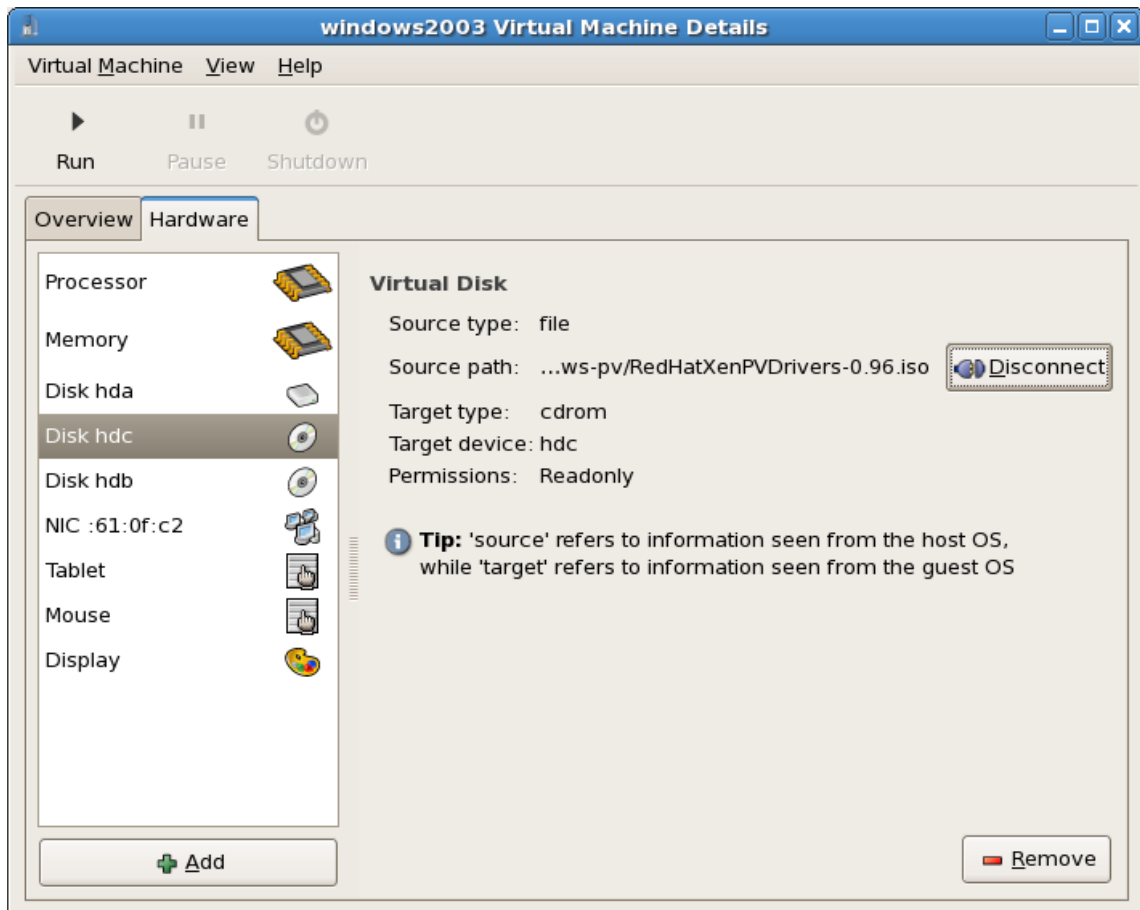 windows2003 Virtual Machine Details
Virtual Machine View Help
Run Pause Shutdown
Overview Hardware
Processor
Memory
Disk hda
Disk hdc
Disk hdb
NIC :61:0f:c2
Tablet
Mouse
Display
Add
Virtual Disk
Source type: file
Source path: ...ws-pv/RedHatXenPVDrivers-0.96.iso Disconnect
Target type: cdrom
Target device: hdc
Permissions: Readonly
Tip: 'source' refers to information seen from the host OS,
while 'target' refers to information seen from the guest OS
Remove